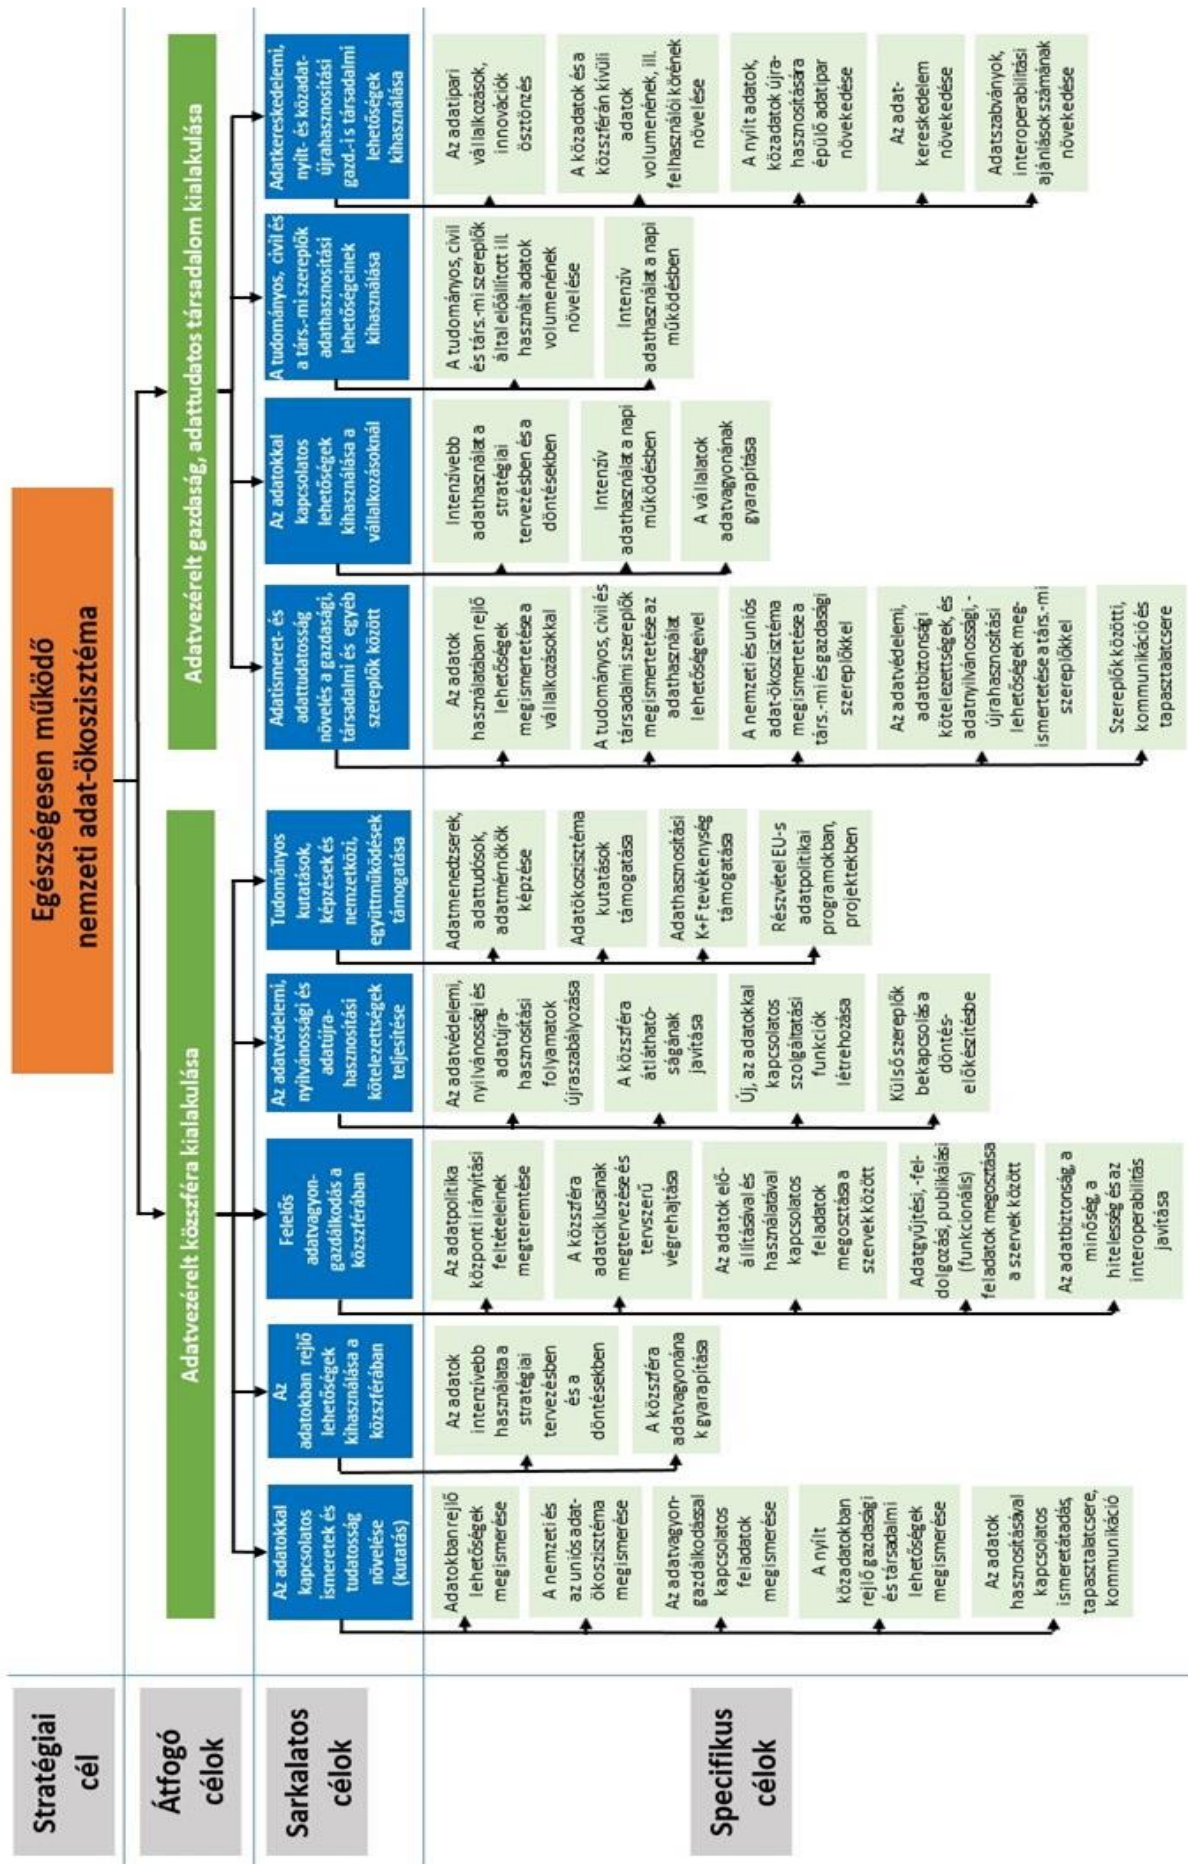 Stratégiai
cél
Egészségesen működő
nemzeti adat-ökoszisztéma
Átfogó
célok
Adatvezérelt közszféra kialakulása
Adatvezérelt gazdaság, adattudatos társadalom kialakulása
Sarkalatos
célok
Az adatokkal
kapcsolatos
ismeretek és
tudatosság
növelése
(kutatás)
Az
adatokban rejlő
lehetőségek
kihasználása a
közszférában
Felelős
adatvagyon-
gazdálkodás a
közszférában
Az adatvédelmi,
nyilvánossági és
adatújra-
hasznosítási
kötelezettségek
teljesítése
Tudományos
kutatások,
képzések és
nemzetközi,
együttműködések
támogatása
Adatismeret- és
adattudatosság
növelés a gazdasági,
társadalmi és egyéb
szereplők között
Az adatokkal
kapcsolatos
lehetőségek
kihasználása a
vállalkozásoknál
A tudományos, civil és
a társ.-mi szereplők
adathasznosítási
lehetőségeinek
kihasználása
Adatkereskedelemi,
nyílt- és közadat-
újrahasznosítási
gazd.-i s társadalmi
lehetőségek
kihasználása
Specifikus
célok
Adatokban rejlő
lehetőségek
megismerése
A nemzeti és
az uniós adat-
ökoszisztéma
megismerése
Az adatvagyon-
gazdálkodással
kapcsolatos
feladatok
megismerése
A nyílt
közadatokban
rejlő gazdasági
és társadalmi
lehetőségek
megismerése
Az adatok
hasznosításával
kapcsolatos
ismeretátadás,
tapasztalatcsere,
kommunikáció
Az adatok
intenzívebb
használata a
stratégiai
tervezésben
és a
döntésekben
A közszféra
adatvagyonána
k gyarapítása
Az adatpolitika
központi irányítási
feltételeinek
megteremtése
A közszféra
adatciklusainak
megtervezése és
tervszerű
végrehajtása
Az adatok elő-
állításával és
használatával
kapcsolatos
feladatok
megosztása a
szervek között
Adatgyűjtési, -fel-
dolgozási, publikálási
(funkcionális)
feladatok megosztása
a szervek között
Az adatbiztonság, a
minőség, a
hitelesség és az
interoperabilitás
javítása
Az adatvédelmi,
nyilvánossági és
adatújra-
hasznosítási
folyamatok
újraszabályozása
A közszféra
átlátható-
ságának
javítása
Új, az adatokkal
kapcsolatos
szolgáltatási
funkciók
létrehozása
Külső szereplők
bekapcsolás a
döntés-
előkészítésbe
Adatmenedzserek,
adattudósok,
adatmérnökök
képzése
Adatökoszisztéma
kutatások
támogatása
Adathasznosítási
K+F tevékenység
támogatása
Részvétel EU-s
adatpolitikai
programokban,
projektekben
Az adatok
használatában rejlő
lehetőségek
megismertetése a
vállalkozásokkal
A tudományos, civil és
társadalmi szereplők
megismertetése az
adathasználat
lehetőségeivel
A nemzeti és uniós
adat-ökoszisztéma
megismertetése a
társ.-mi és gazdasági
szereplőkkel
Az adatvédelmi,
adatbiztonsági
kötelezettségek, és
adatnyilvánossági, -
újrahasznosítási
lehetőségek meg-
ismertetése a társ.-mi
szereplőkkel
Szereplők közötti,
kommunikáció és
tapasztalatcsere
Intenzívebb
adathasználat a
stratégiai
tervezésben és a
döntésekben
Intenzív
adathasználat a napi
működésben
A vállalatok
adatvagyonának
gyarapítása
A tudományos, civil
és társ.-mi szereplők
által előállított ill.
használt adatok
volumenének
növelése
Intenzív
adathasználat a napi
működésben
Az adatipari
vállalkozások,
innovációk
ösztönzés
A közadatok és a
közszférán kívüli
adatok
volumenének, ill.
felhasználói körének
növelése
A nyílt adatok,
közadatok újra-
hasznosítására
épülő adatipar
növekedése
Az adat-
kereskedelem
növekedése
Adatszabványok,
interoperabilitási
ajánlások számának
növekedése